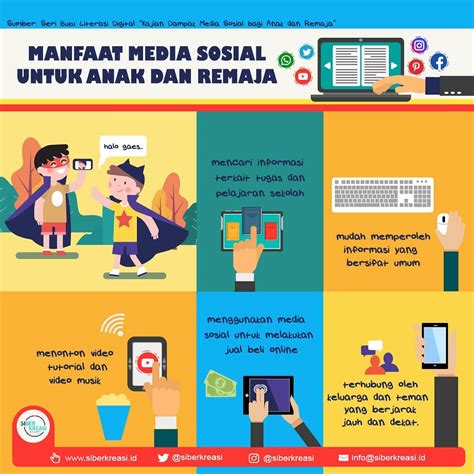 Sumber: Seri Buku Literasi Digital "Kajian Dampak Media Sosial bagi Anak dan Remaja"
MANFAAT MEDIA SOSIAL
UNTUK ANAK DAN REMAJA
halo gaes..
mencari informasi
terkait tugas dan
pelajaran sekolah
mudah memperoleh
informasi yang
bersifat umum
menonton video
tutorial dan
video musik
menggunakan media
sosial untuk melakukan
jual beli online
terhubung oleh
keluarga dan teman
yang berjarak
jauh dan dekat.
SIBER
KREASI
www.siberkreasi.id
@siberkreasi
@siberkreasi
info@siberkreasi.id